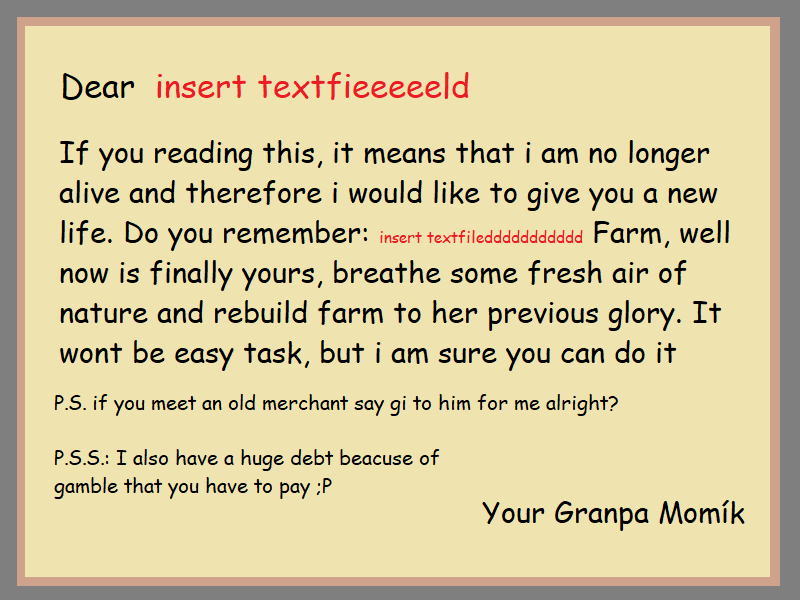 Dear insert textfieeeeeld
If you reading this, it means that i am no longer
alive and therefore i would like to give you a new
life. Do you remember: insert textfiledddddddddddd Farm, well
now is finally yours, breathe some fresh air of
nature and rebuild farm to her previous glory. It
wont be easy task, but i am sure you can do it
P.S. if you meet an old merchant say gi to him for me alright?
P.S.S.: I also have a huge debt beacuse of
gamble that you have to pay ;P
Your Granpa Momík